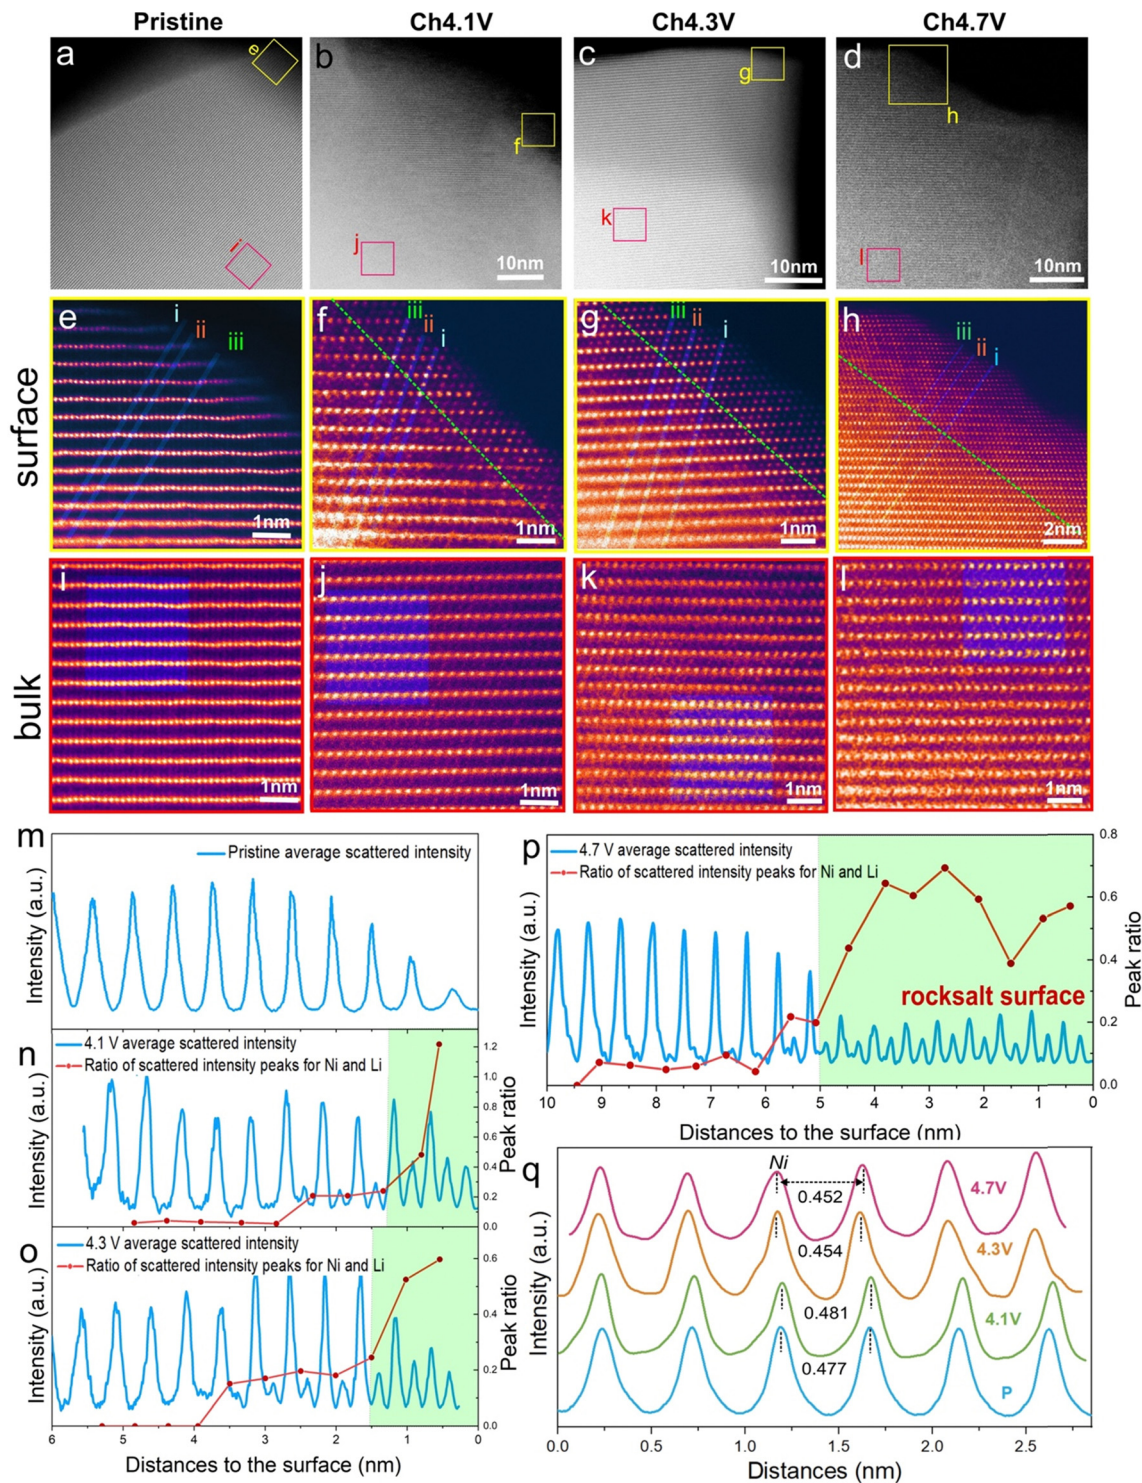 Pristine
Ch4.1V
Ch4.3V
Ch4.7V
a
e
i
b
f
j
10nm
c
g
k
10nm
d
h
l
10nm
surface
e
i
ii
iii
1nm
f
iii
ii
i
1nm
g
iii
ii
i
1nm
h
iii
ii
i
2nm
bulk
i
1nm
j
1nm
k
1nm
l
1nm
m
Pristine average scattered intensity
Intensity (a.u.)
n
4.1 V average scattered intensity
Ratio of scattered intensity peaks for Ni and Li
Intensity (a.u.)
1.2
1.0
0.8
0.6
0.4
0.2
0.0
Peak ratio
o
4.3 V average scattered intensity
Ratio of scattered intensity peaks for Ni and Li
Intensity (a.u.)
0.6
0.4
0.2
0.0
Peak ratio
6 5 4 3 2 1 0
Distances to the surface (nm)
p
4.7 V average scattered intensity
Ratio of scattered intensity peaks for Ni and Li
Intensity (a.u.)
rocksalt surface
0.8
0.6
0.4
0.2
0.0
Peak ratio
10 9 8 7 6 5 4 3 2 1 0
Distances to the surface (nm)
q
Ni
0.452
4.7V
0.454
4.3V
0.481
4.1V
0.477
P
Intensity (a.u.)
0.0 0.5 1.0 1.5 2.0 2.5
Distances (nm)